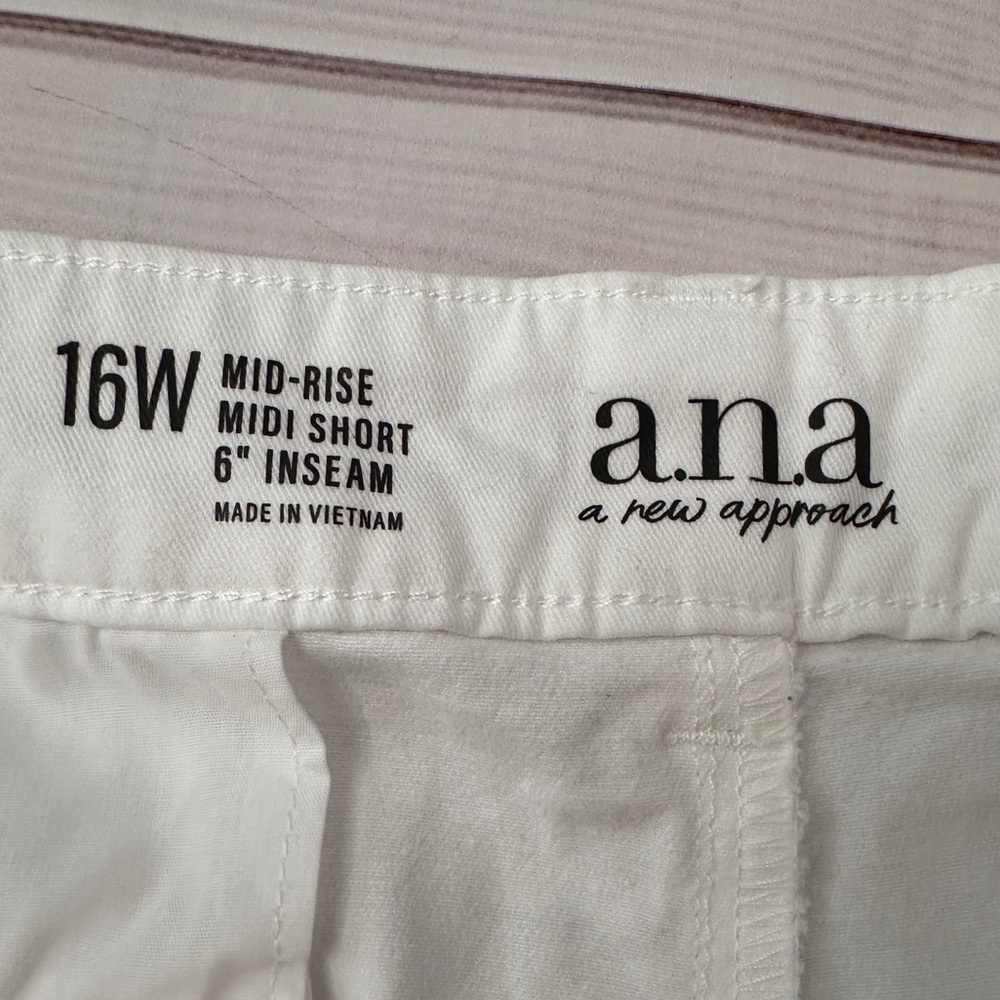 16W
MID-RISE
MIDI SHORT
6" INSEAM
MADE IN VIETNAM
a.n.a
a new approach